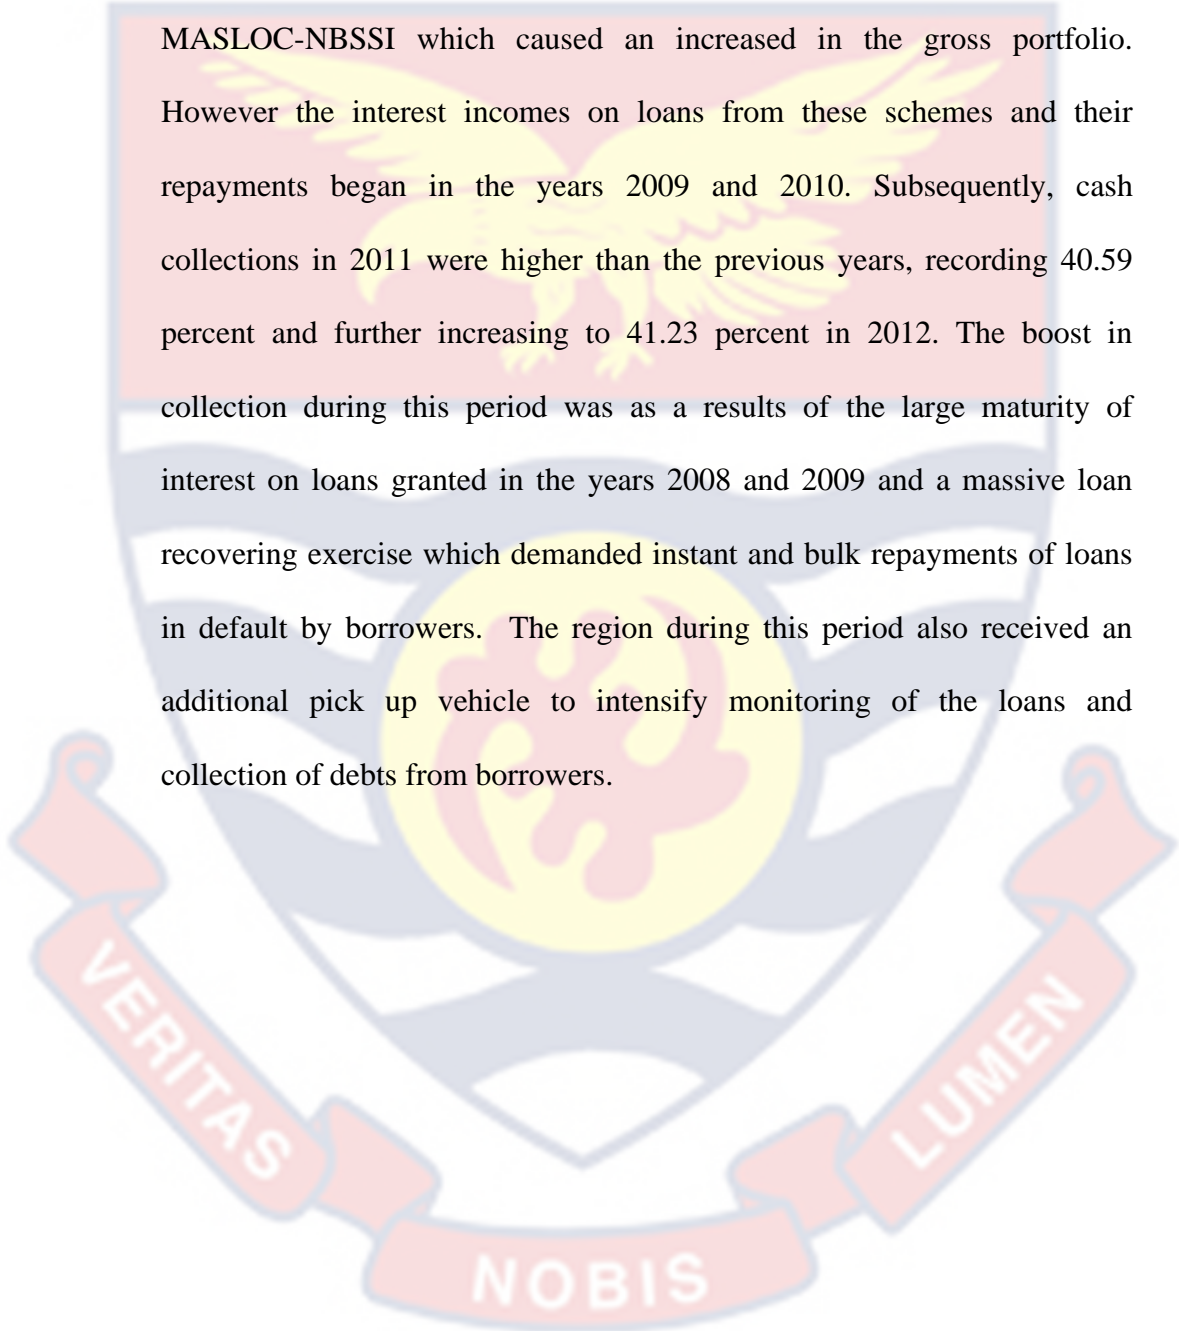 MASLOC-NBSSI which caused an increased in the gross portfolio.
However the interest incomes on loans from these schemes and their
repayments began in the years 2009 and 2010. Subsequently, cash
collections in 2011 were higher than the previous years, recording 40.59
percent and further increasing to 41.23 percent in 2012. The boost in
collection during this period was as a results of the large maturity of
interest on loans granted in the years 2008 and 2009 and a massive loan
recovering exercise which demanded instant and bulk repayments of loans
in default by borrowers. The region during this period also received an
additional pick up vehicle to intensify monitoring of the loans and
collection of debts from borrowers.
VERITAS
NOBIS
LUMEN